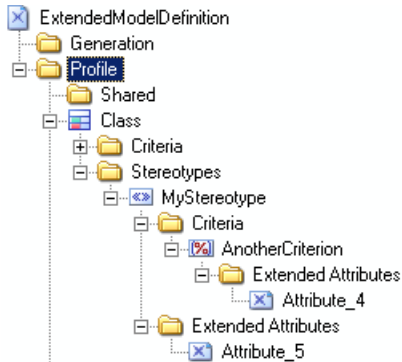 ExtendedModelDefinition
Generation
Profile
Shared
Class
Criteria
Stereotypes
MyStereotype
Criteria
AnotherCriterion
Extended Attributes
Attribute_4
Extended Attributes
Attribute_5